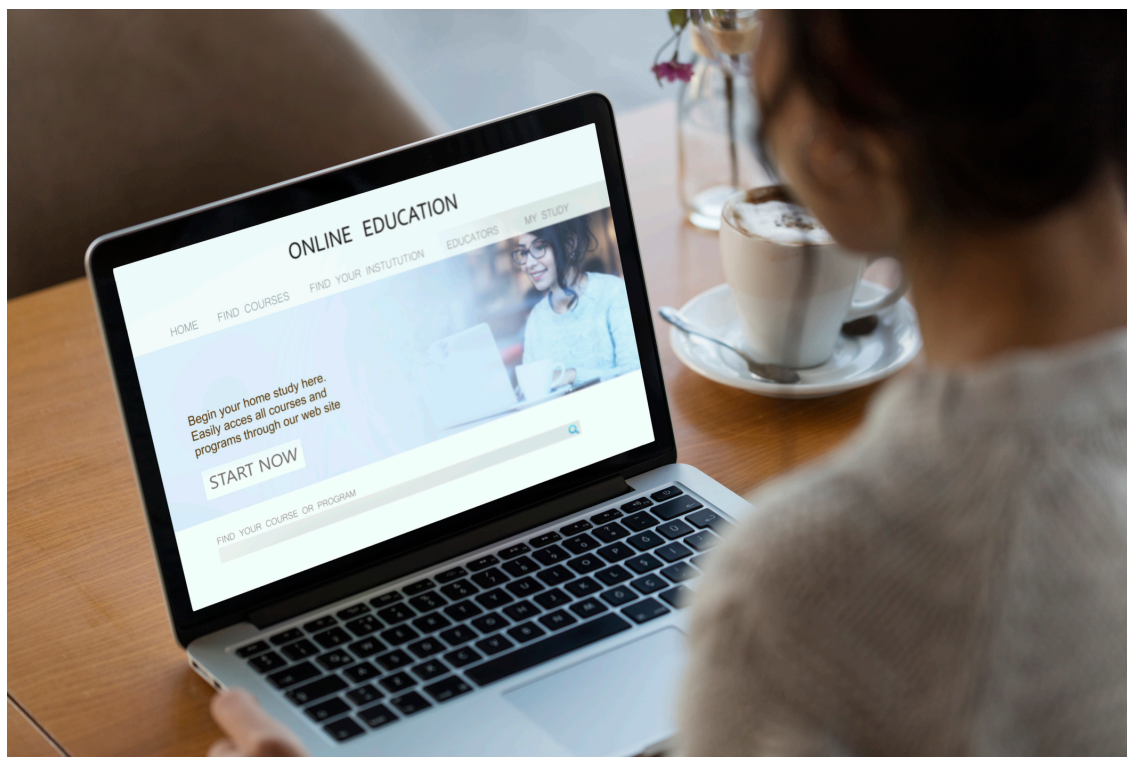 ONLINE EDUCATION
HOME FIND COURSES FIND YOUR INSTUTUTION EDUCATORS MY STUDY
Begin your home study here.
Easily acces all courses and
programs through our web site
START NOW
FIND YOUR COURSE OR PROGRAM